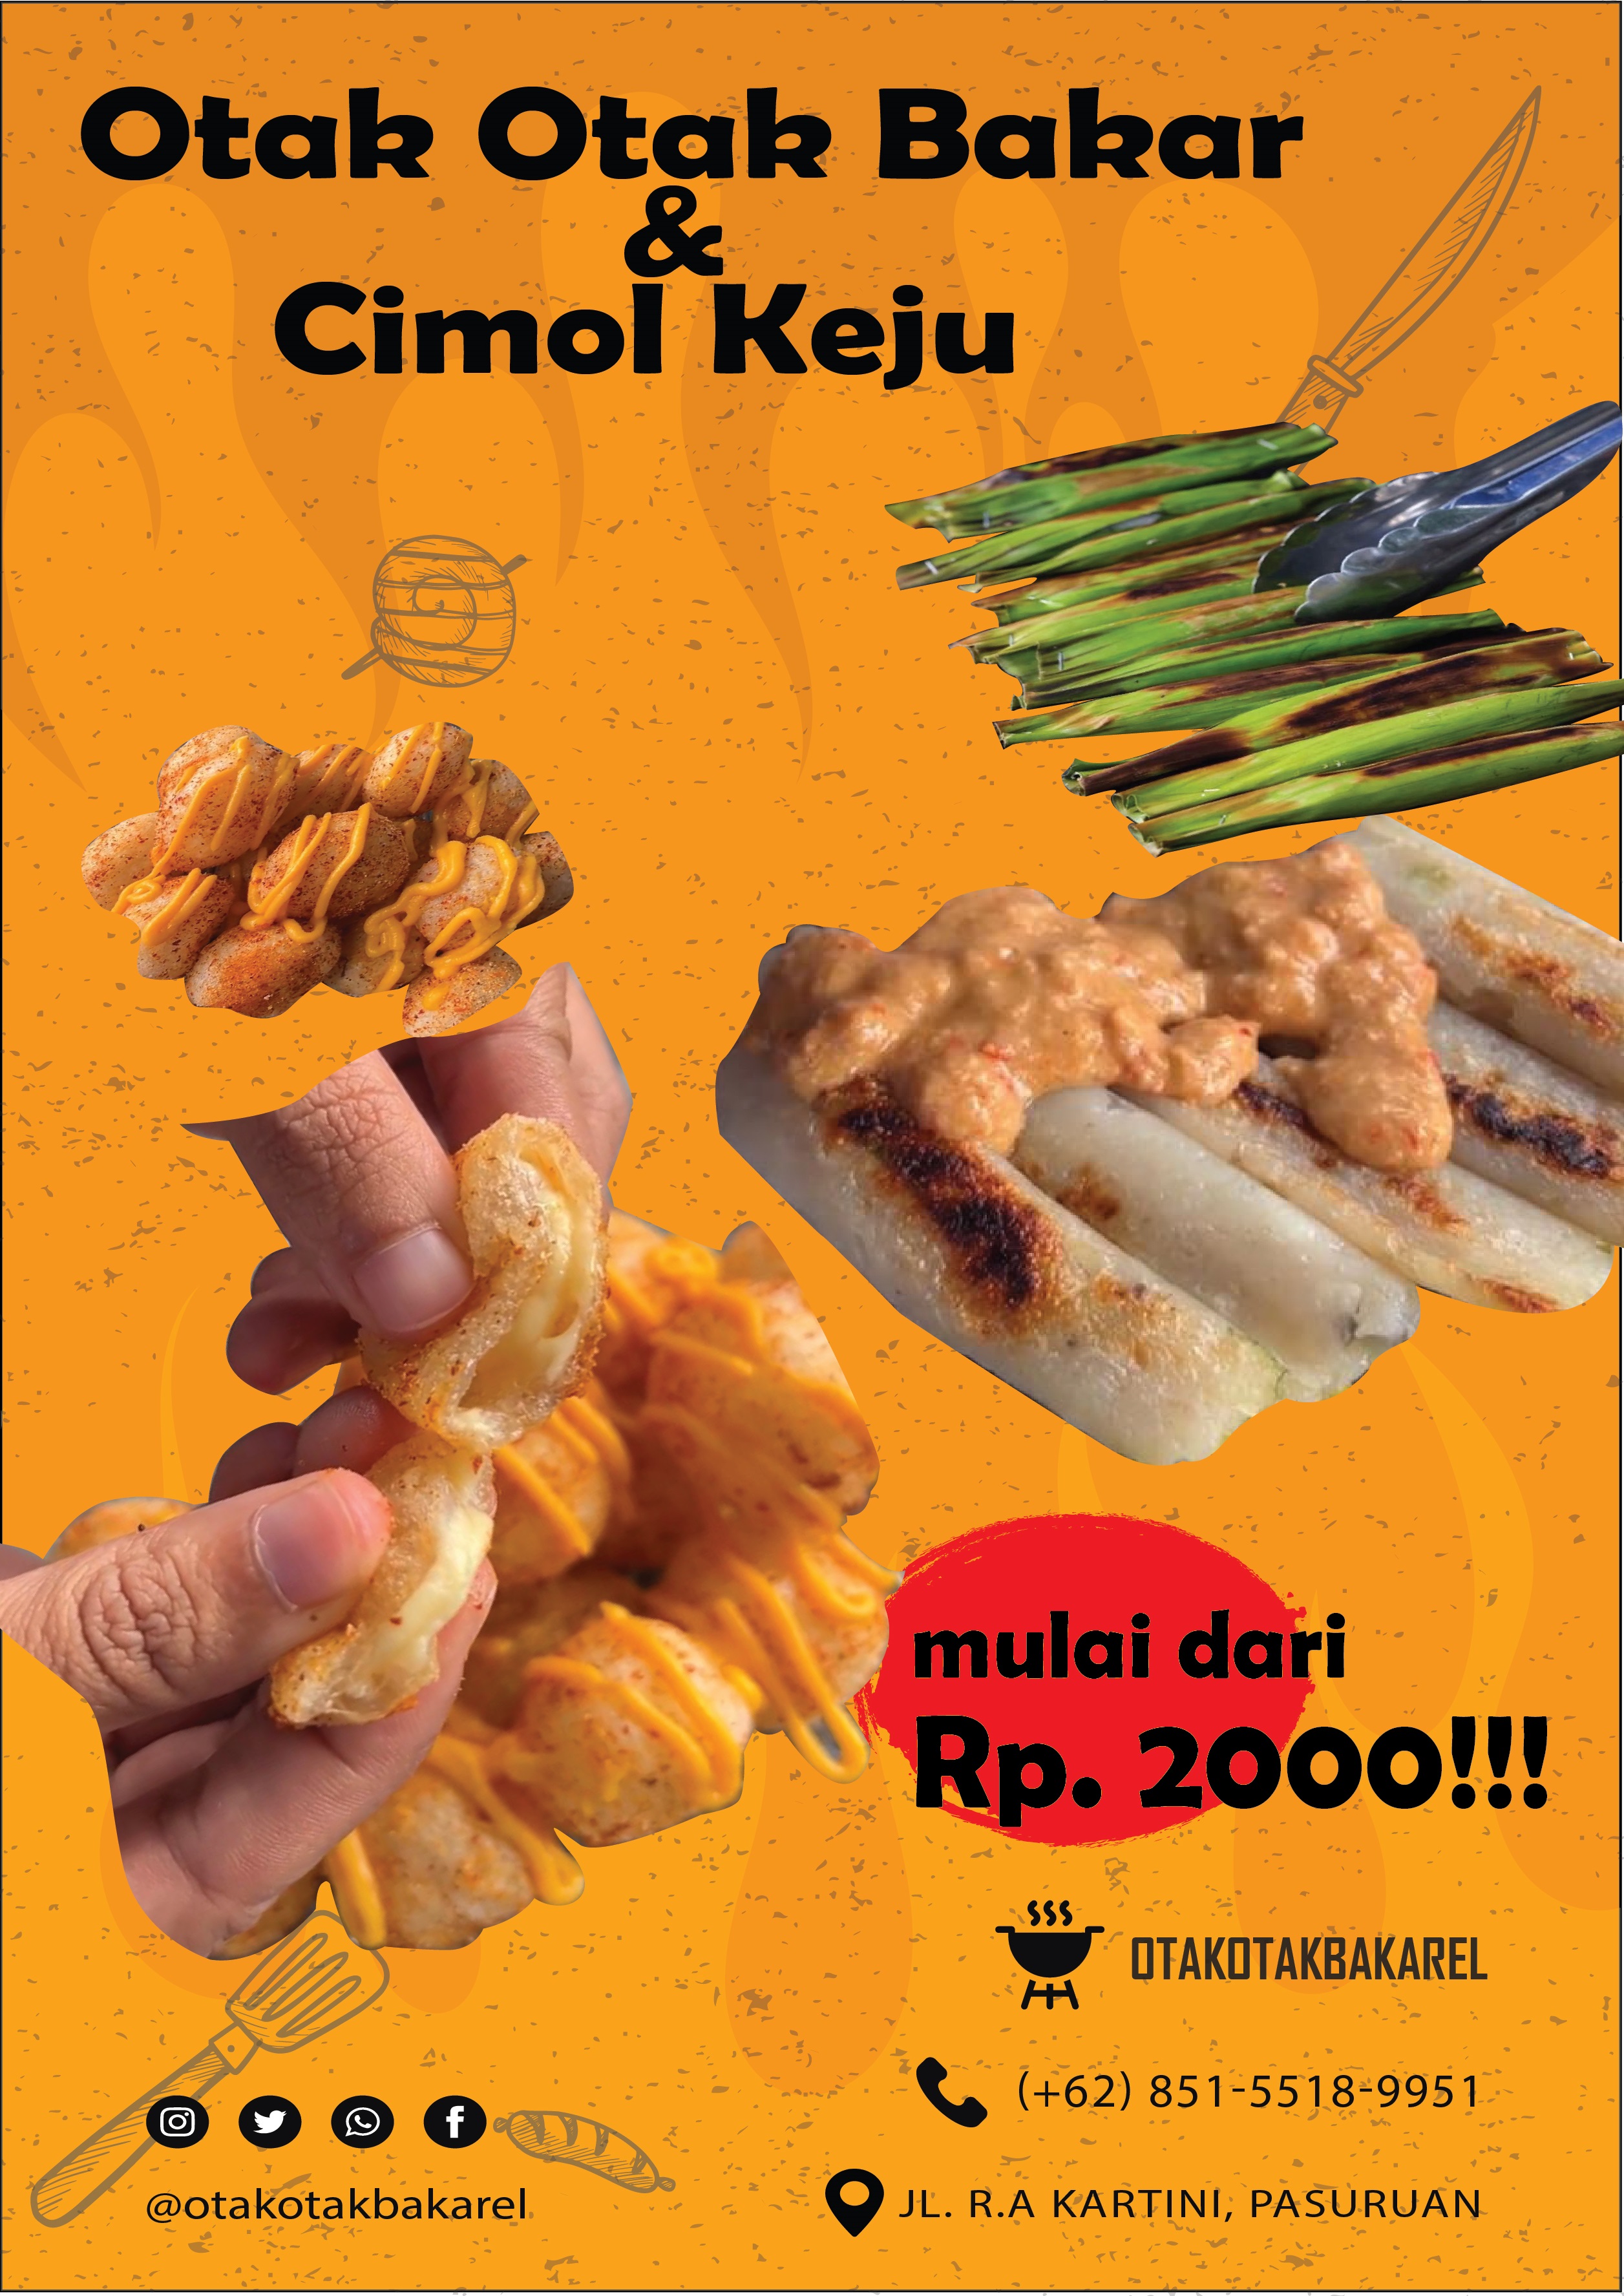 Otak Otak Bakar
&
Cimol Keju
mulai dari
Rp. 2000!!!
OTAKOTAKBAKAREL
(+62) 851-5518-9951
@otakotakbakarel
JL. R.A KARTINI, PASURUAN